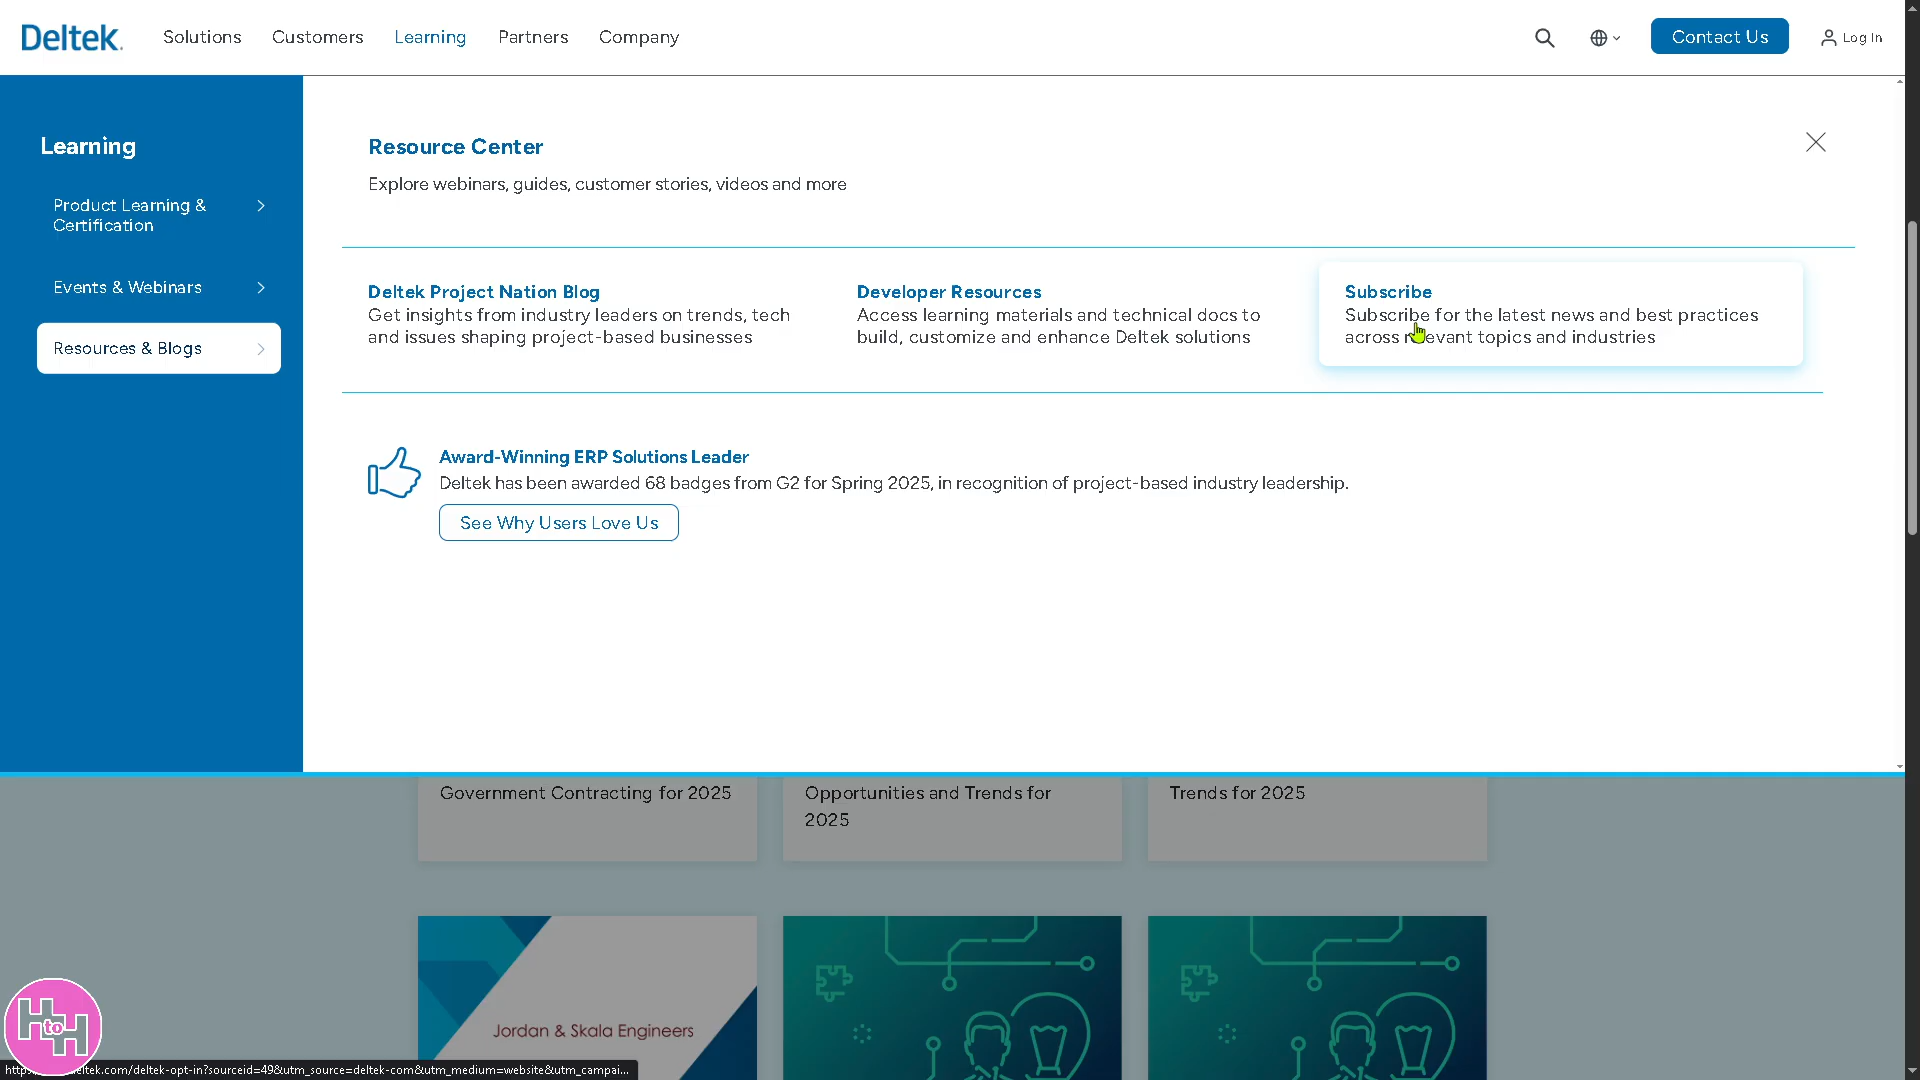 Deltek.
Solutions
Customers
Learning
Partners
Company
Contact Us
Log In
Learning
Product Learning &
Certification
Events & Webinars
Resources & Blogs
Resource Center
Explore webinars, guides, customer stories, videos and more
Deltek Project Nation Blog
Get insights from industry leaders on trends, tech
and issues shaping project-based businesses
Developer Resources
Access learning materials and technical docs to
build, customize and enhance Deltek solutions
Subscribe
Subscribe for the latest news and best practices
across relevant topics and industries
Award-Winning ERP Solutions Leader
Deltek has been awarded 68 badges from G2 for Spring 2025, in recognition of project-based industry leadership.
See Why Users Love Us
Government Contracting for 2025
Opportunities and Trends for
2025
Trends for 2025
Jordan & Skala Engineers
H to H
eltek.com/deltek-opt-in?sourceid=49&utm_source=deltek-com&utm_medium=website&utm_campai...